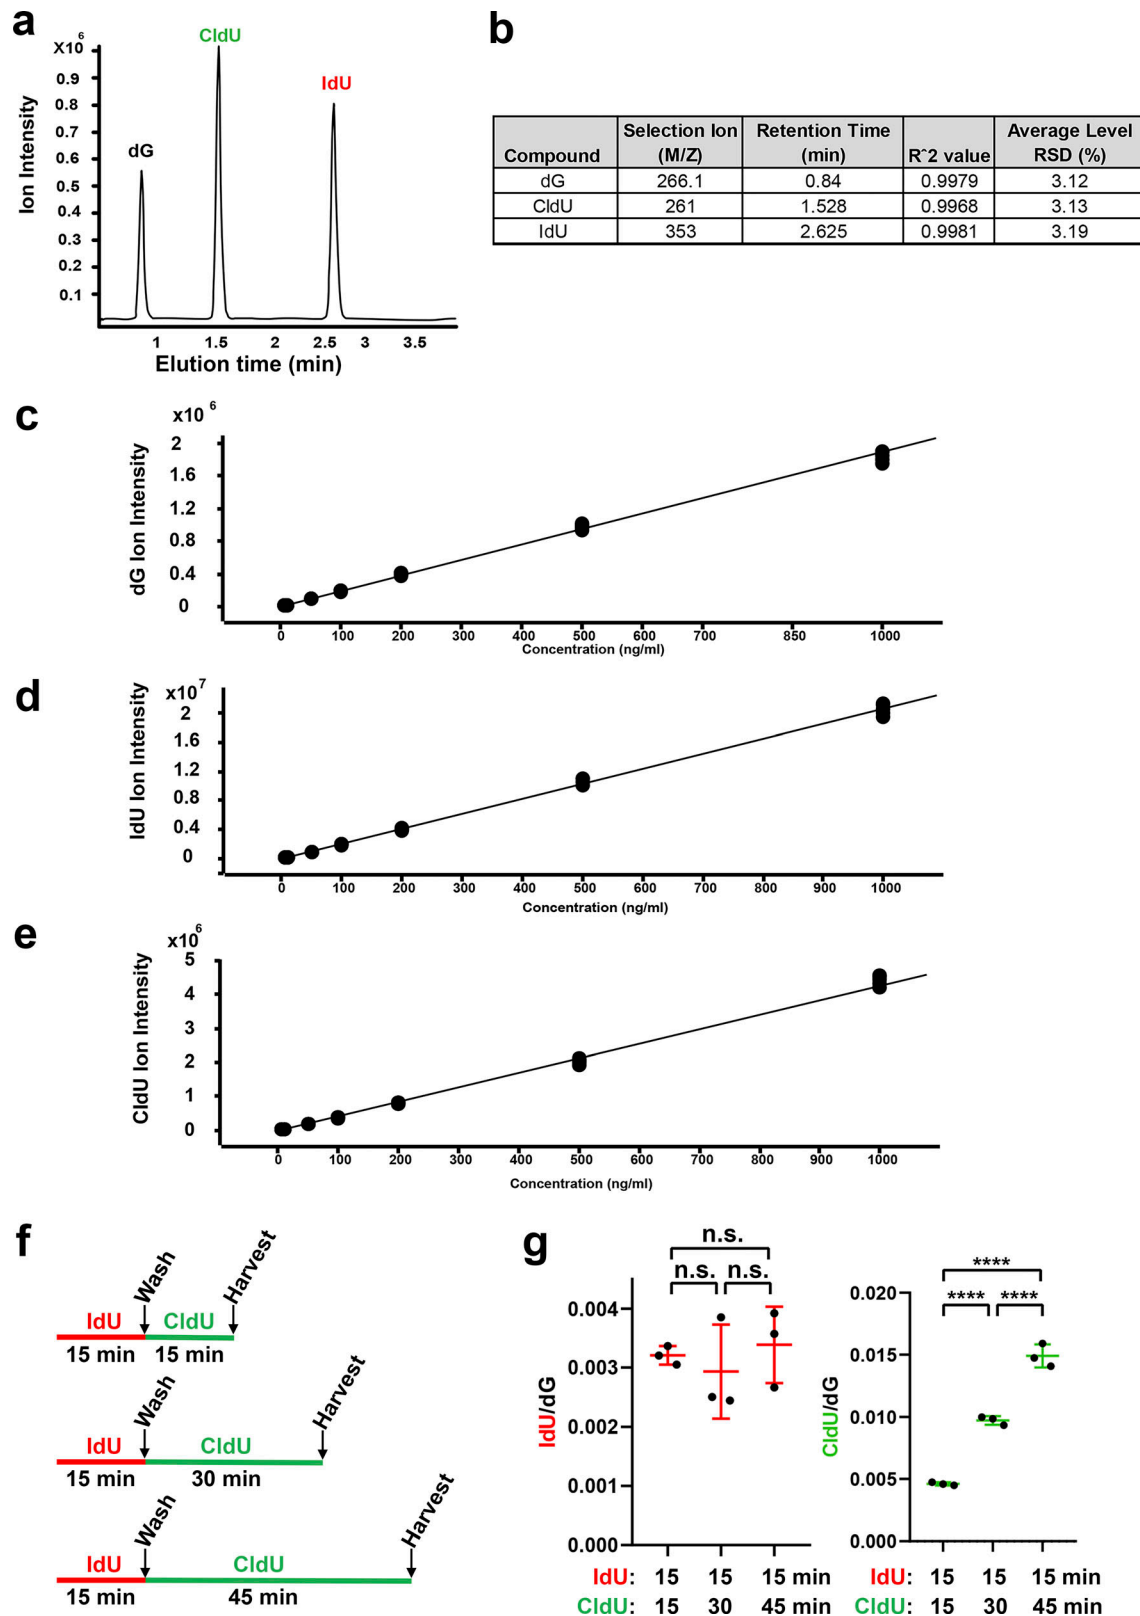 a
X10 6
CldU
IdU
dG
Ion Intensity
0.9
0.8
0.7
0.6
0.5
0.4
0.3
0.2
0.1
1 1.5 2 2.5 3 3.5
Elution time (min)
b
Compound Selection Ion (M/Z) Retention Time (min) R^2 value Average Level RSD (%)
dG 266.1 0.84 0.9979 3.12
CldU 261 1.528 0.9968 3.13
IdU 353 2.625 0.9981 3.19
c
x10 6
dG Ion Intensity
2
1.6
1.2
0.8
0.4
0
0 100 200 300 400 500 600 700 850 1000
Concentration (ng/ml)
d
x10 7
IdU Ion Intensity
2
1.6
1.2
0.8
0.4
0
0 100 200 300 400 500 600 700 800 900 1000
Concentration (ng/ml)
e
x10 6
CldU Ion Intensity
5
4
3
2
1
0
0 100 200 300 400 500 600 700 800 900 1000
Concentration (ng/ml)
f
Wash Harvest
IdU CldU
15 min 15 min
Wash Harvest
IdU CldU
15 min 30 min
Wash Harvest
IdU CldU
15 min 45 min
g
n.s.
n.s. n.s.
IdU/dG
0.004
0.003
0.002
0.001
0.000
IdU: 15 15 15 min
CldU: 15 30 45 min
****
**** ****
CldU/dG
0.020
0.015
0.010
0.005
0.000
IdU: 15 15 15 min
CldU: 15 30 45 min